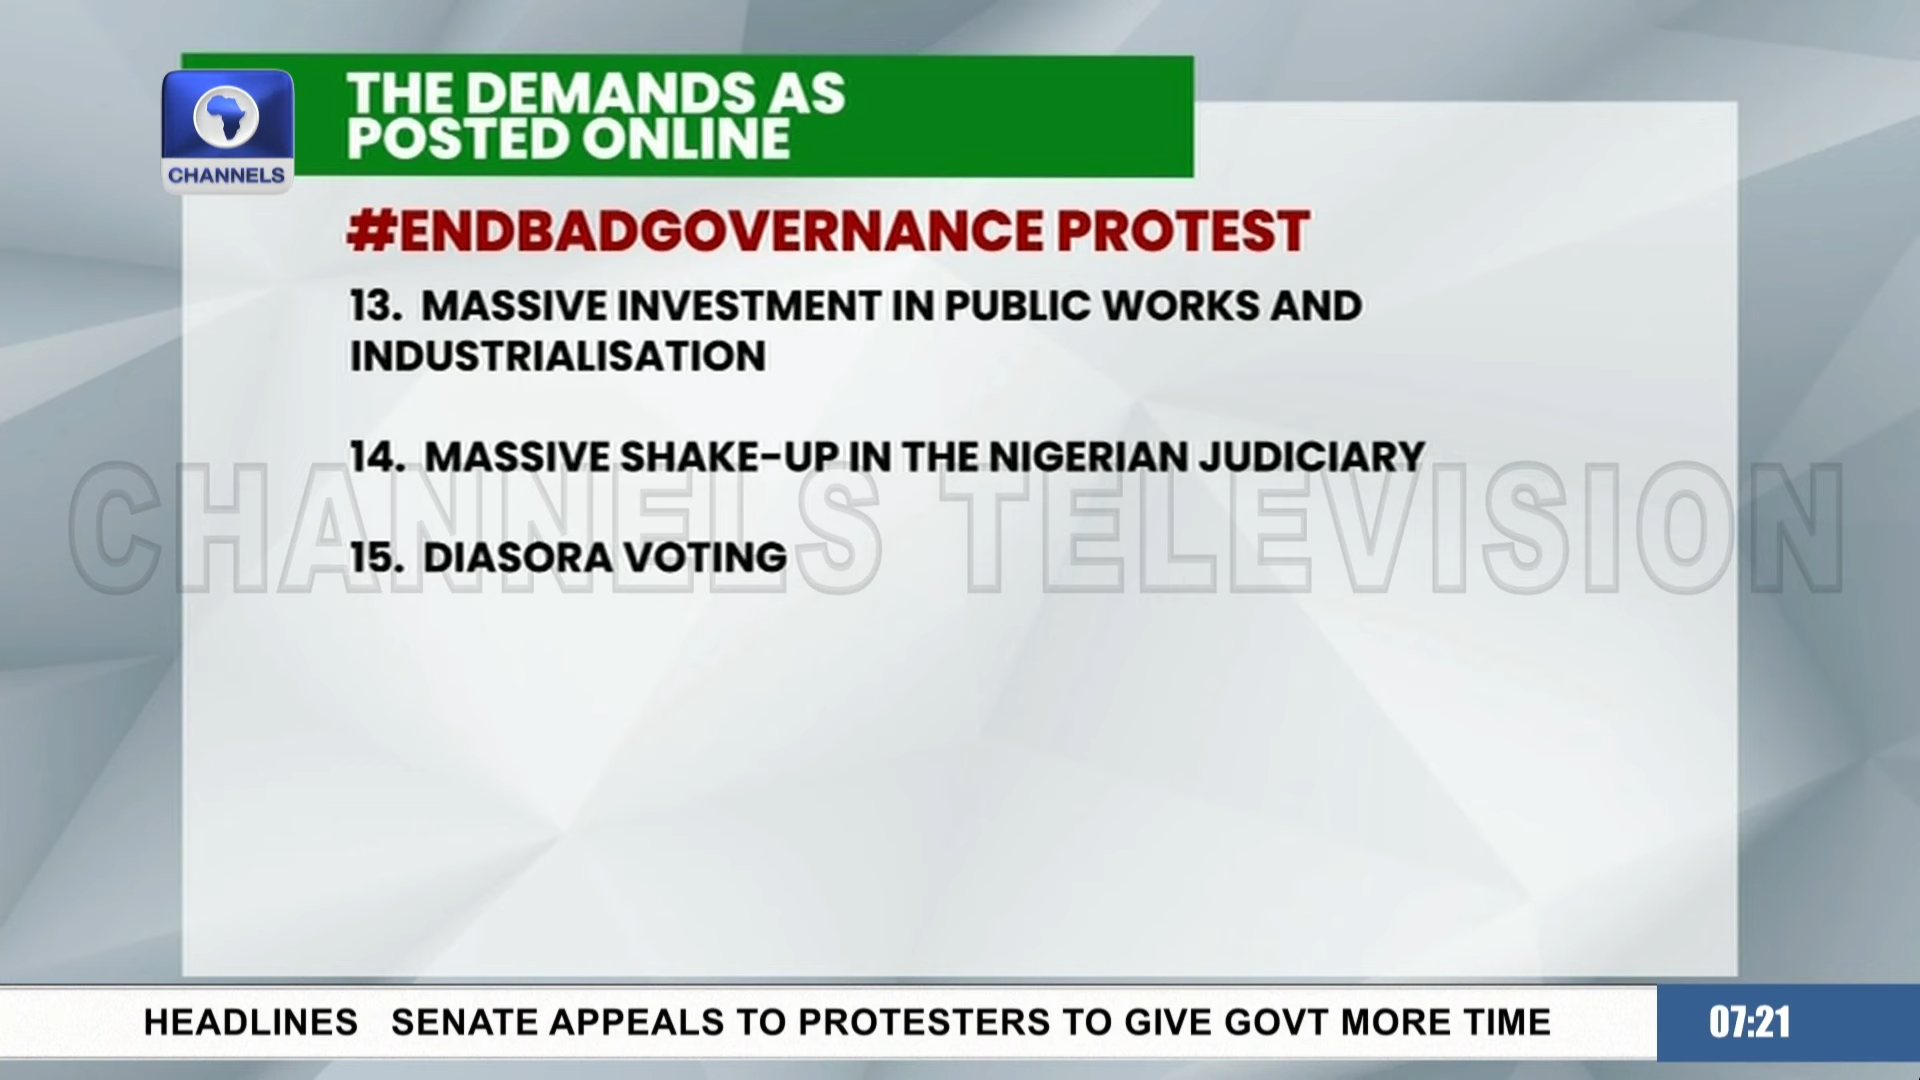 THE DEMANDS AS
POSTED ONLINE
CHANNELS
#ENDBADGOVERNANCE PROTEST
13. MASSIVE INVESTMENT IN PUBLIC WORKS AND
INDUSTRIALISATION
14. MASSIVE SHAKE-UP IN THE NIGERIAN JUDICIARY
CHANNELS TELEVISION
15. DIASORA VOTING
HEADLINES SENATE APPEALS TO PROTESTERS TO GIVE GOVT MORE TIME
07:21